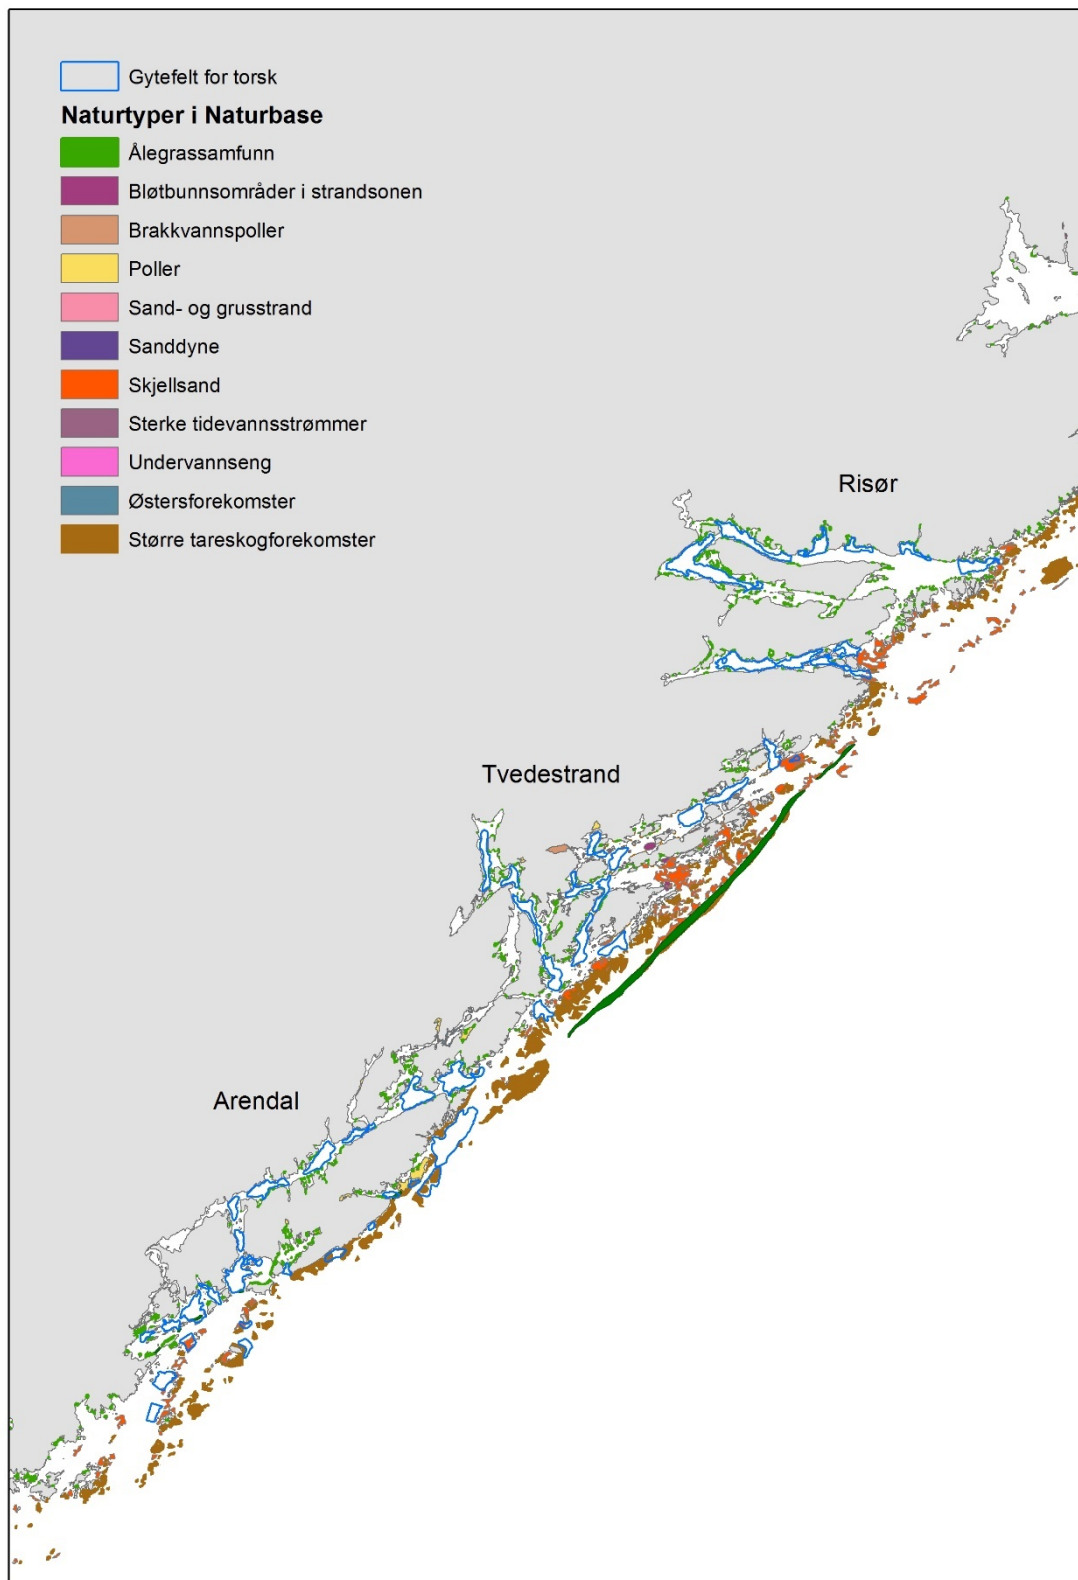 Gytefelt for torsk
Naturtyper i Naturbase
Ålegrassamfunn
Bløtbunnsområder i strandsonen
Brakkvannspoller
Poller
Sand- og grusstrand
Sanddyne
Skjellsand
Sterke tidevannsstrømmer
Undervannseng
Østersforekomster
Større tareskogforekomster
Risør
Tvedestrand
Arendal